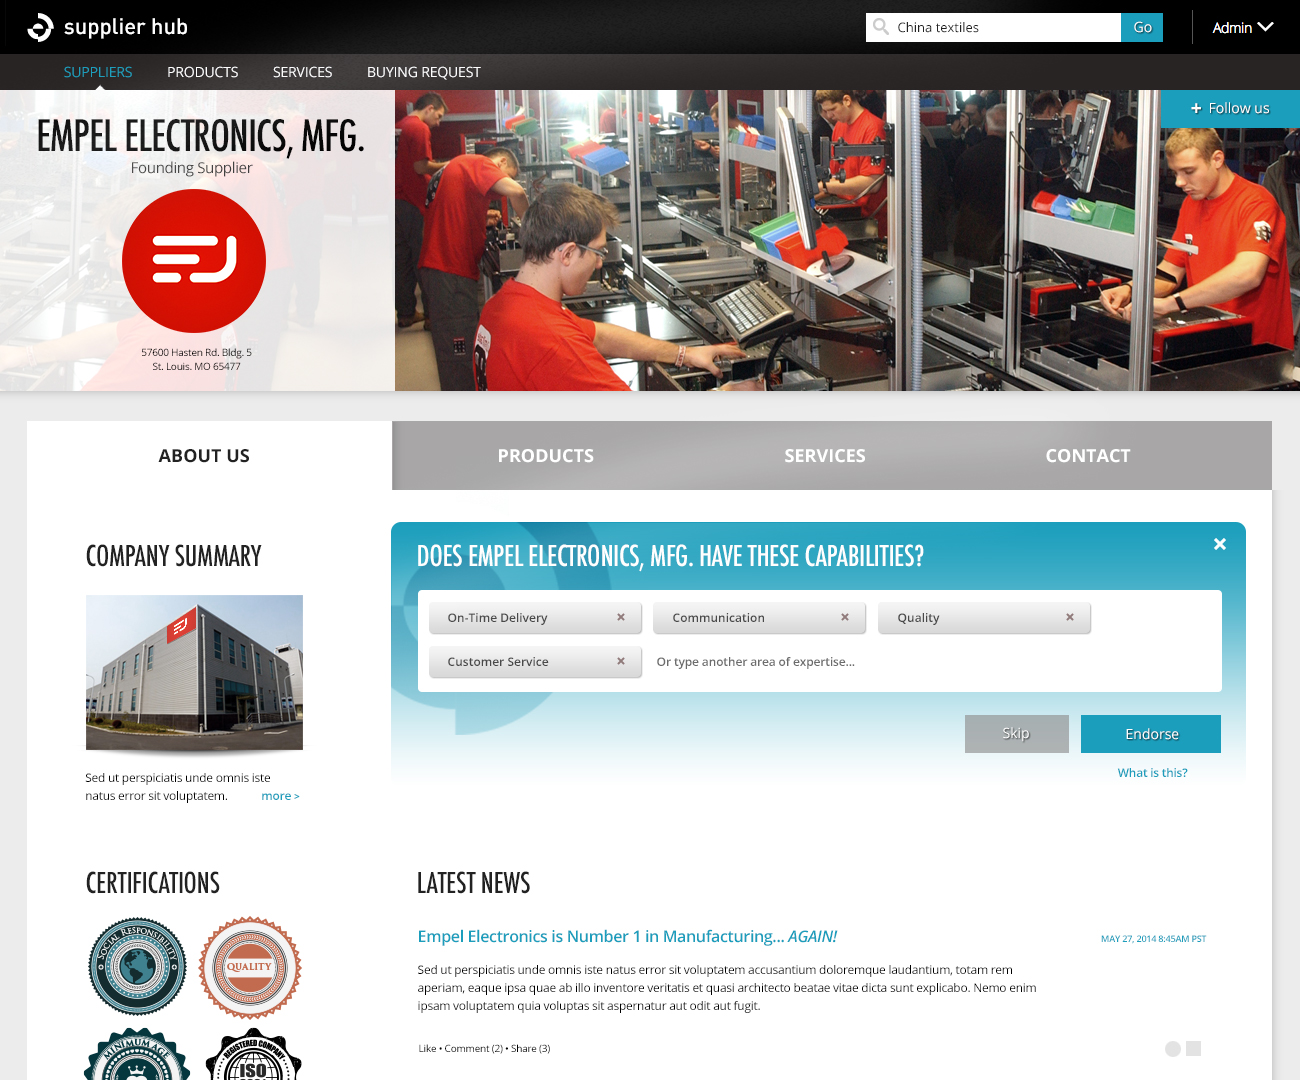 supplier hub
China textiles
Go
Admin
SUPPLIERS PRODUCTS SERVICES BUYING REQUEST
+ Follow us
EMPEL ELECTRONICS, MFG.
Founding Supplier
57600 Hasten Rd. Bldg. 5
St. Louis. MO 65477
ABOUT US PRODUCTS SERVICES CONTACT
COMPANY SUMMARY
Sed ut perspiciatis unde omnis iste
natus error sit voluptatem. more >
DOES EMPEL ELECTRONICS, MFG. HAVE THESE CAPABILITIES?
On-Time Delivery × Communication × Quality ×
Customer Service × Or type another area of expertise...
Skip Endorse
What is this?
CERTIFICATIONS
SOCIAL RESPONSIBILITY
QUALITY
MINIMUM AGE
REGISTERED COMPANY
ISO
LATEST NEWS
Empel Electronics is Number 1 in Manufacturing... AGAIN!
MAY 27, 2014 8:45AM PST
Sed ut perspiciatis unde omnis iste natus error sit voluptatem accusantium doloremque laudantium, totam rem
aperiam, eaque ipsa quae ab illo inventore veritatis et quasi architecto beatae vitae dicta sunt explicabo. Nemo enim
ipsam voluptatem quia voluptas sit aspernatur aut odit aut fugit.
Like • Comment (2) • Share (3)